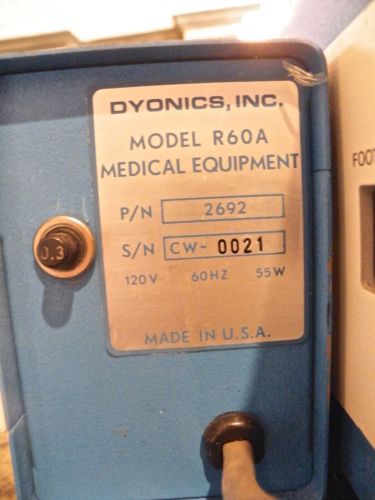 DYONICS, INC.
MODEL R60A
MEDICAL EQUIPMENT
P/N 2692
S/N CW- 0021
120V 60HZ 55W
MADE IN U.S.A.
0.3
FOOT